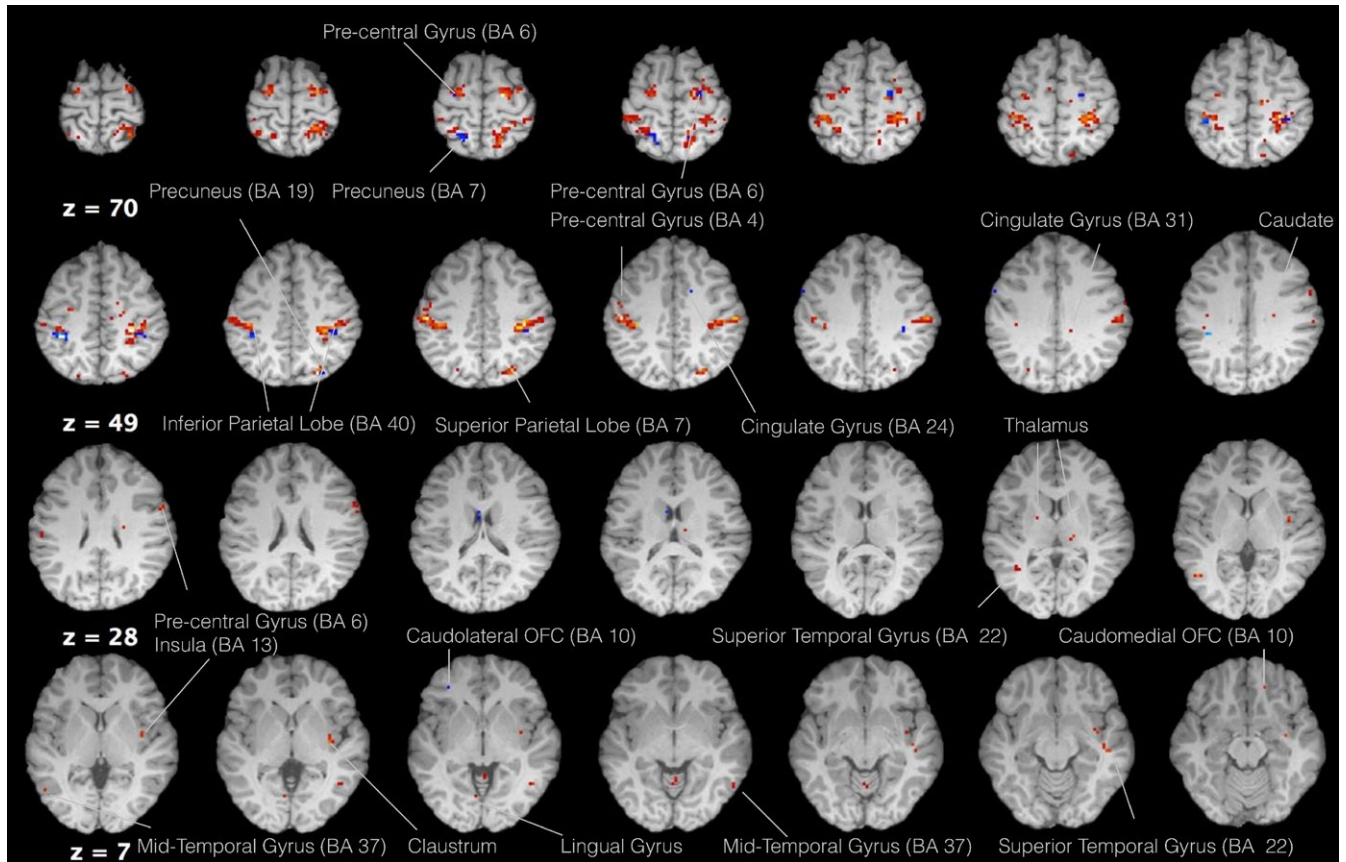 Pre-central Gyrus (BA 6)
Precuneus (BA 19)
Precuneus (BA 7)
Pre-central Gyrus (BA 6)
z = 70
Pre-central Gyrus (BA 4)
Cingulate Gyrus (BA 31)
Caudate
z = 49
Inferior Parietal Lobe (BA 40)
Superior Parietal Lobe (BA 7)
Cingulate Gyrus (BA 24)
Thalamus
Pre-central Gyrus (BA 6)
Insula (BA 13)
z = 28
Caudolateral OFC (BA 10)
Superior Temporal Gyrus (BA 22)
Caudomedial OFC (BA 10)
z = 7
Mid-Temporal Gyrus (BA 37)
Claustrum
Lingual Gyrus
Mid-Temporal Gyrus (BA 37)
Superior Temporal Gyrus (BA 22)